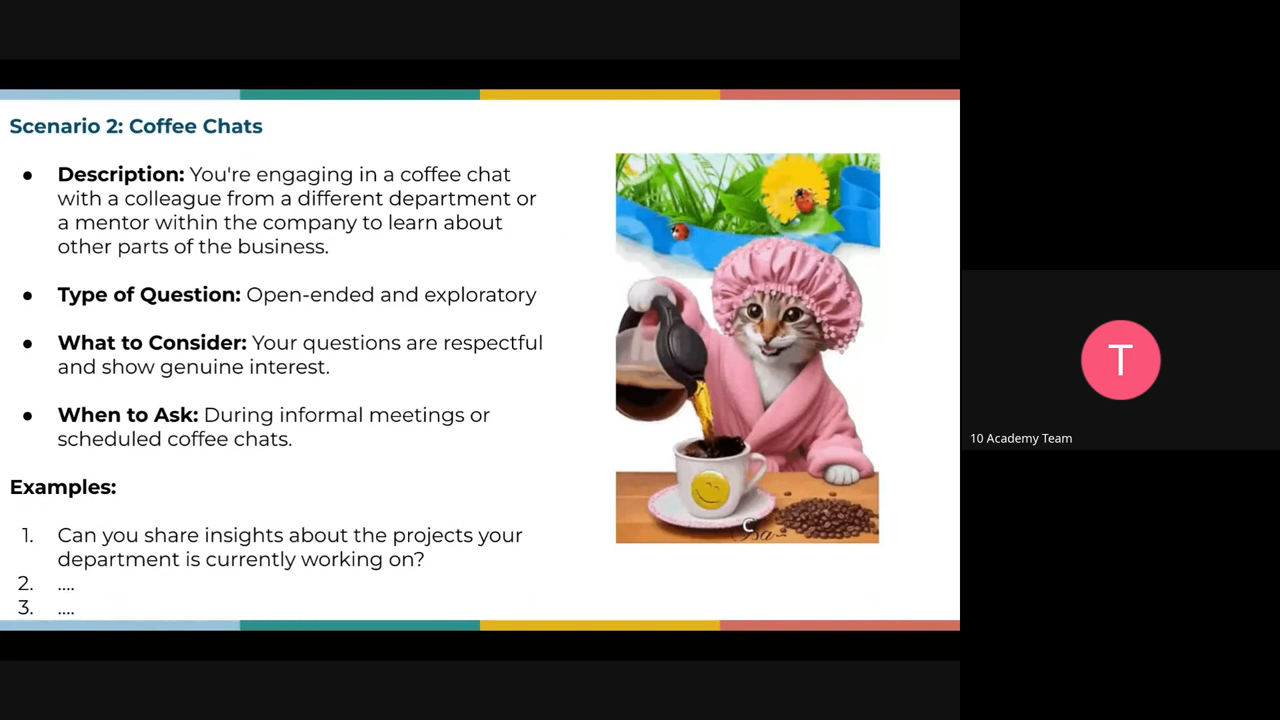 Scenario 2: Coffee Chats
● Description: You're engaging in a coffee chat
with a colleague from a different department or
a mentor within the company to learn about
other parts of the business.
● Type of Question: Open-ended and exploratory
● What to Consider: Your questions are respectful
and show genuine interest.
● When to Ask: During informal meetings or
scheduled coffee chats.
Examples:
1. Can you share insights about the projects your
department is currently working on?
2. ....
3. ....
T
10 Academy Team